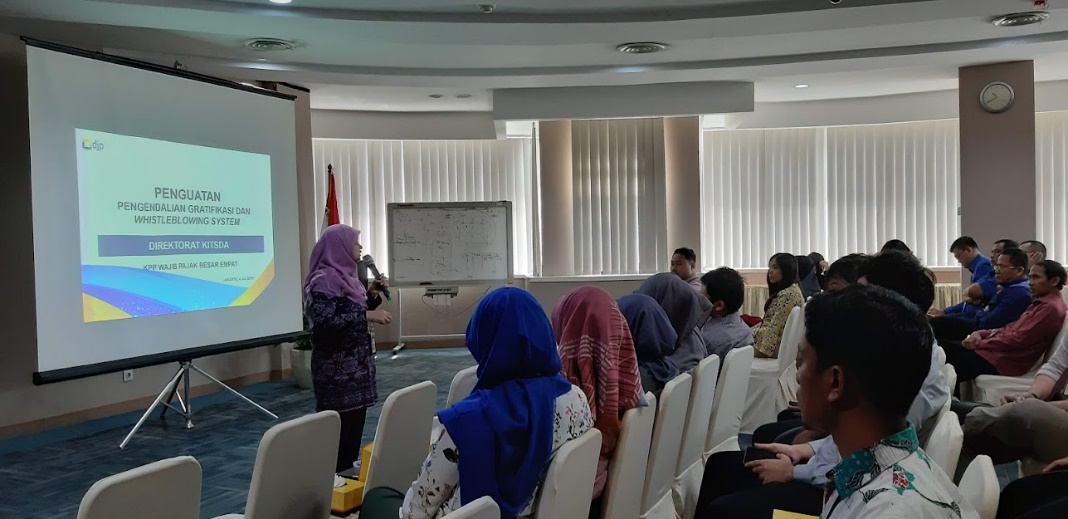 djp
PENGUATAN
PENGENDALIAN GRATIFIKASI DAN
WHISTLEBLOWING SYSTEM
DIREKTORAT KITSDA
KPP WAJIB PAJAK BESAR EMPAT